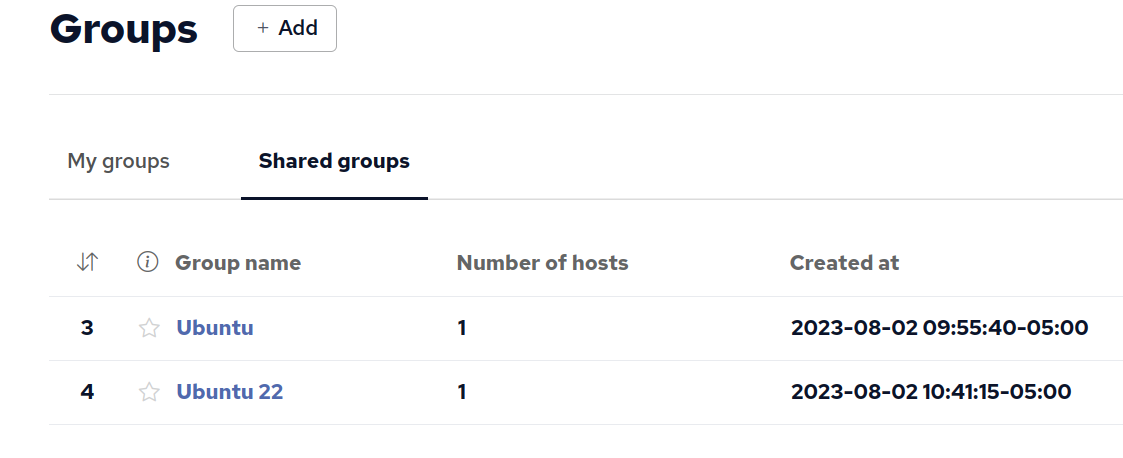 Groups
+ Add
My groups Shared groups
Group name Number of hosts Created at
3 Ubuntu 1 2023-08-02 09:55:40-05:00
4 Ubuntu 22 1 2023-08-02 10:41:15-05:00